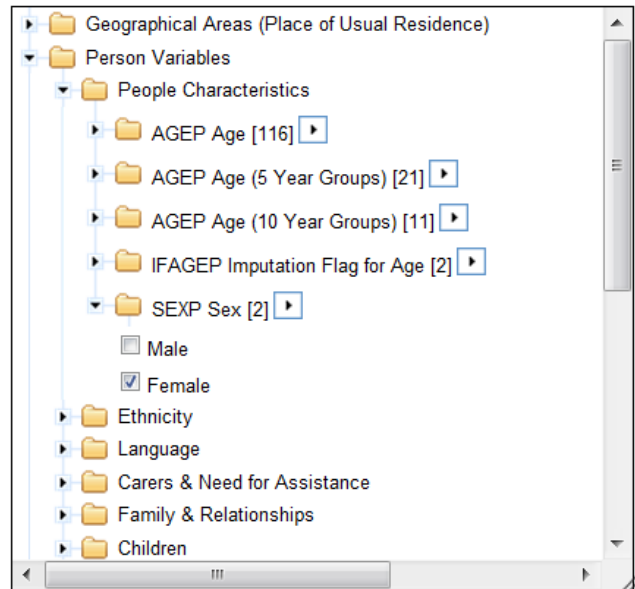 Geographical Areas (Place of Usual Residence)
Person Variables
People Characteristics
AGEP Age [116]
AGEP Age (5 Year Groups) [21]
AGEP Age (10 Year Groups) [11]
IFAGEP Imputation Flag for Age [2]
SEXP Sex [2]
Male
Female
Ethnicity
Language
Carers & Need for Assistance
Family & Relationships
Children